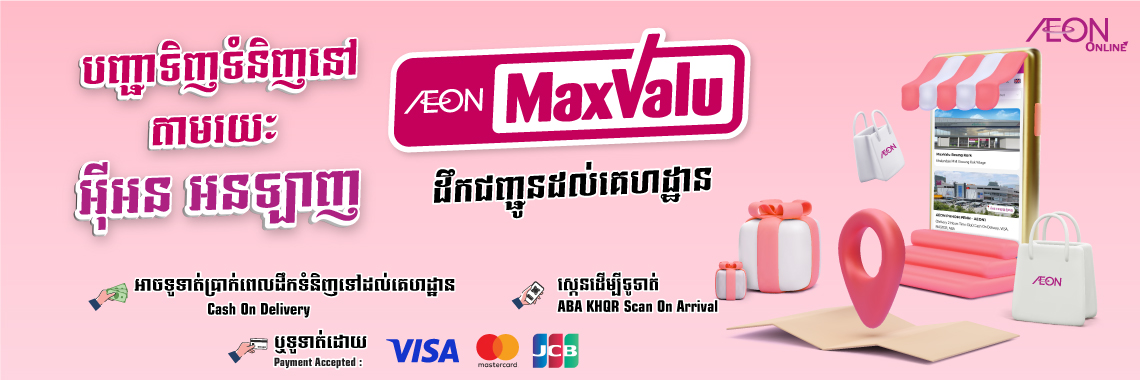 បញ្ជាទិញទំនិញនៅ
តាមរយៈ
អ៊ីអន អនឡាញ
ÆON MaxValu
ដឹកជញ្ជូនដល់គេហដ្ឋាន
ÆON
ONLINE
អាចទូទាត់ប្រាក់ពេលដឹកទំនិញទៅដល់គេហដ្ឋាន
Cash On Delivery
ស្កេនដើម្បីទូទាត់
ABA KHQR Scan On Arrival
ឬទូទាត់ដោយ
Payment Accepted :
VISA
mastercard
JCB
ÆON
ÆON